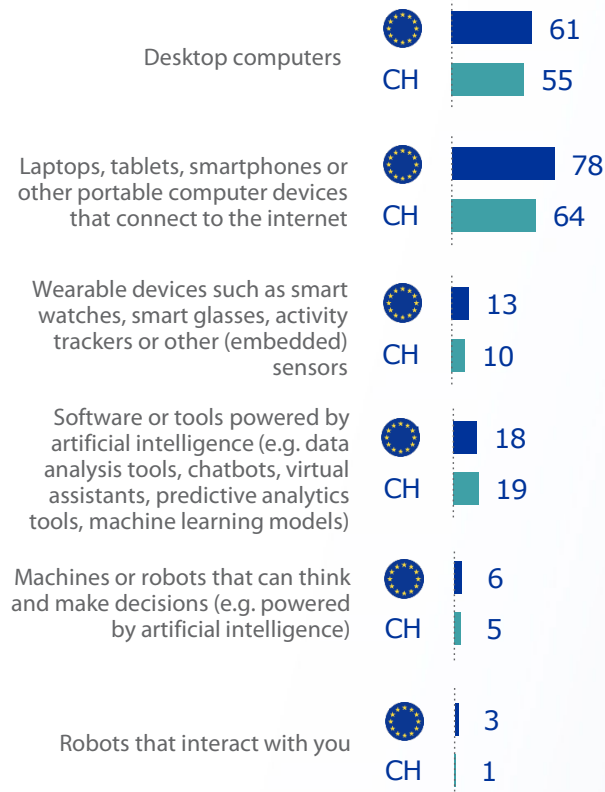 61
Desktop computers
CH 55
Laptops, tablets, smartphones or
78
other portable computer devices
that connect to the internet
CH 64
Wearable devices such as smart
watches, smart glasses, activity
13
trackers or other (embedded)
CH 10
sensors
Software or tools powered by
artificial intelligence (e.g. data
18
analysis tools, chatbots, virtual
assistants, predictive analytics
CH 19
tools, machine learning models)
Machines or robots that can think
6
and make decisions (e.g. powered
by artificial intelligence)
CH 5
3
Robots that interact with you
CH 1